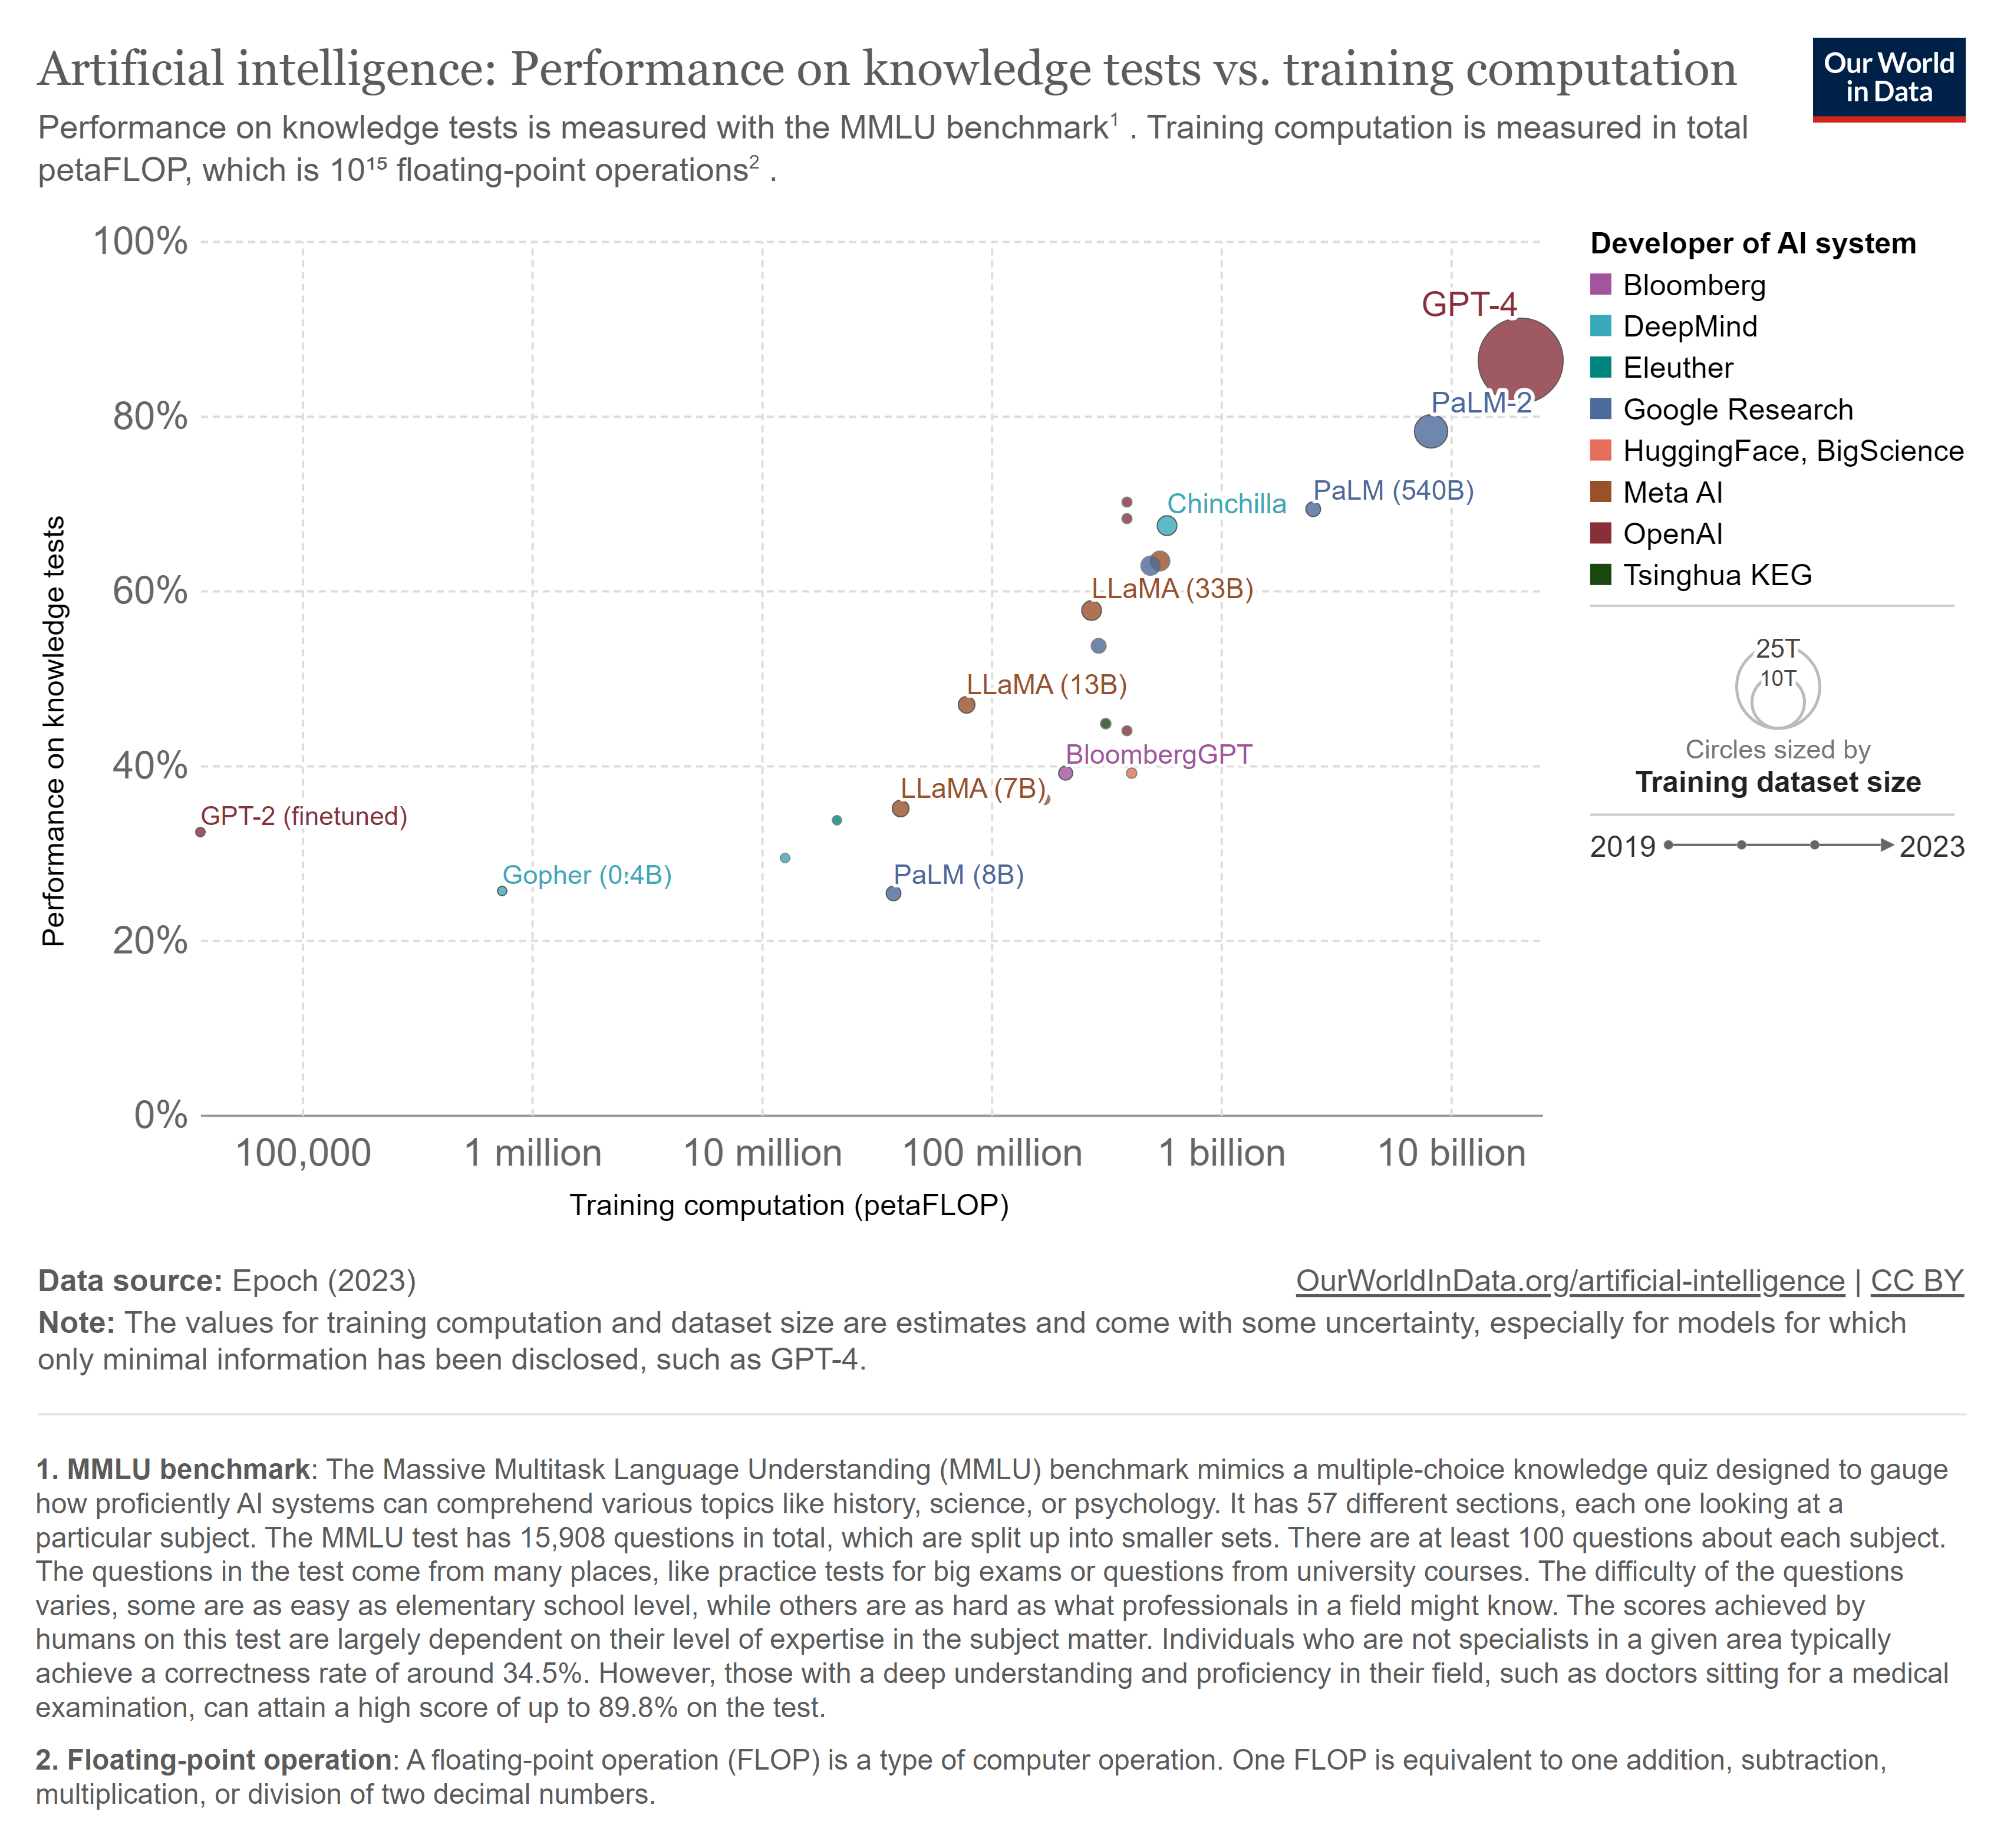 Artificial intelligence: Performance on knowledge tests vs. training computation
Our World
in Data
Performance on knowledge tests is measured with the MMLU benchmark¹ . Training computation is measured in total
petaFLOP, which is 10¹⁵ floating-point operations² .
100%
80%
60%
40%
20%
0%
Performance on knowledge tests
GPT-4
PaLM-2
PaLM (540B)
Chinchilla
LLaMA (33B)
LLaMA (13B)
BloombergGPT
LLaMA (7B)
GPT-2 (finetuned)
Gopher (0.4B)
PaLM (8B)
100,000
1 million
10 million
100 million
1 billion
10 billion
Training computation (petaFLOP)
Developer of AI system
Bloomberg
DeepMind
Eleuther
Google Research
HuggingFace, BigScience
Meta AI
OpenAI
Tsinghua KEG
25T
10T
Circles sized by
Training dataset size
2019
2023
Data source: Epoch (2023)
OurWorldInData.org/artificial-intelligence | CC BY
Note: The values for training computation and dataset size are estimates and come with some uncertainty, especially for models for which
only minimal information has been disclosed, such as GPT-4.
1. MMLU benchmark: The Massive Multitask Language Understanding (MMLU) benchmark mimics a multiple-choice knowledge quiz designed to gauge
how proficiently AI systems can comprehend various topics like history, science, or psychology. It has 57 different sections, each one looking at a
particular subject. The MMLU test has 15,908 questions in total, which are split up into smaller sets. There are at least 100 questions about each subject.
The questions in the test come from many places, like practice tests for big exams or questions from university courses. The difficulty of the questions
varies, some are as easy as elementary school level, while others are as hard as what professionals in a field might know. The scores achieved by
humans on this test are largely dependent on their level of expertise in the subject matter. Individuals who are not specialists in a given area typically
achieve a correctness rate of around 34.5%. However, those with a deep understanding and proficiency in their field, such as doctors sitting for a medical
examination, can attain a high score of up to 89.8% on the test.
2. Floating-point operation: A floating-point operation (FLOP) is a type of computer operation. One FLOP is equivalent to one addition, subtraction,
multiplication, or division of two decimal numbers.